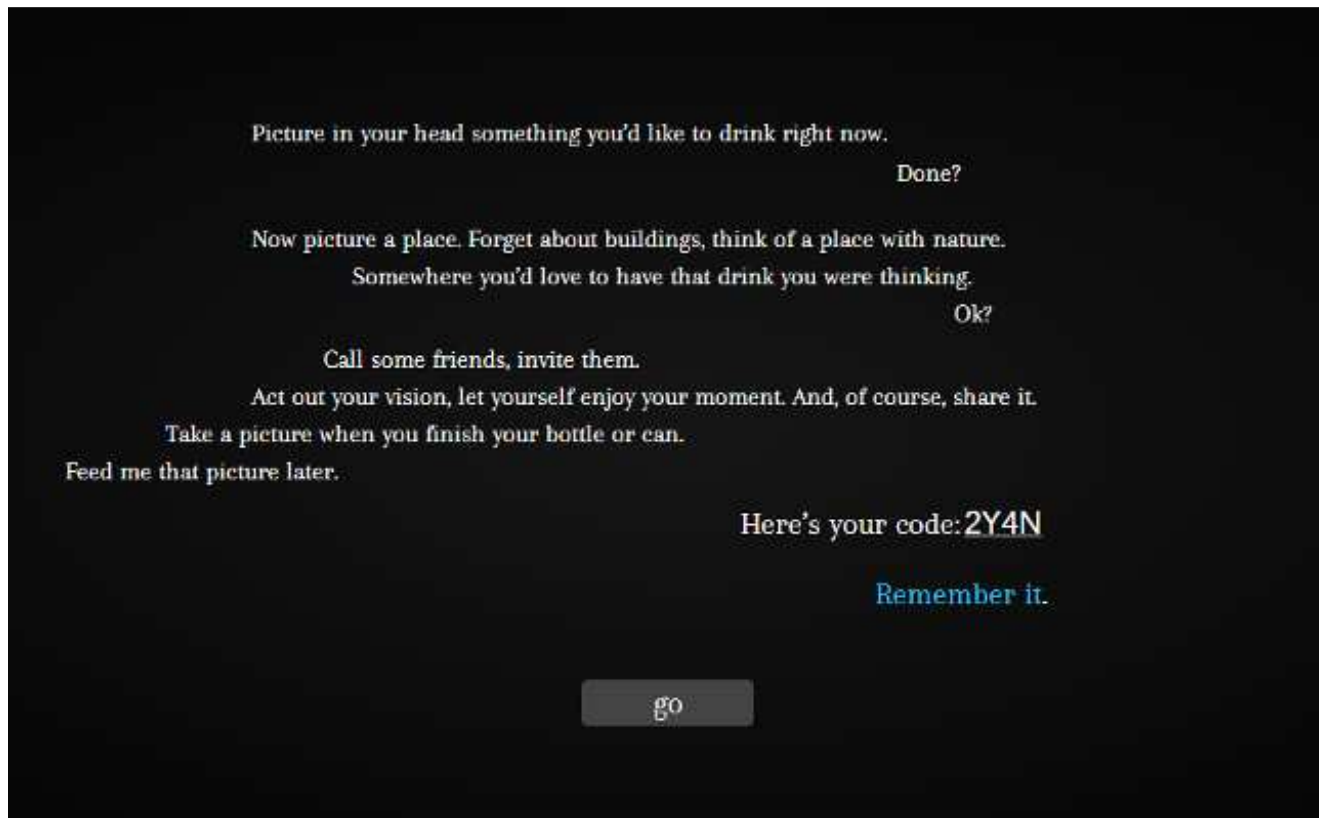 Picture in your head something you'd like to drink right now.
Done?
Now picture a place. Forget about buildings, think of a place with nature.
Somewhere you'd love to have that drink you were thinking.
Ok?
Call some friends, invite them.
Act out your vision, let yourself enjoy your moment. And, of course, share it.
Take a picture when you finish your bottle or can.
Feed me that picture later.
Here's your code: 2Y4N
Remember it.
go